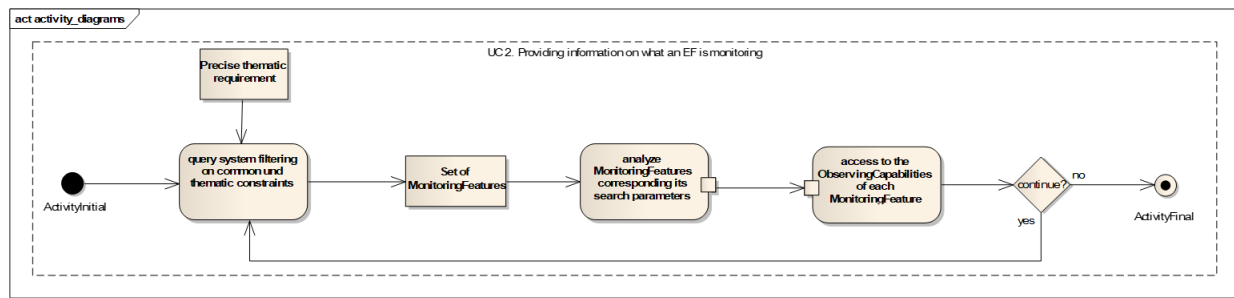 act activity_diagrams
UC 2. Providing information on what an EF is monitoring
Precise thematic
requirement
query system filtering
on common und
thematic constraints
Set of
MonitoringFeatures
analyze
MonitoringFeatures
corresponding its
search parameters
access to the
ObservingCapabilities
of each
MonitoringFeature
continue?
no
yes
ActivityInitial
ActivityFinal